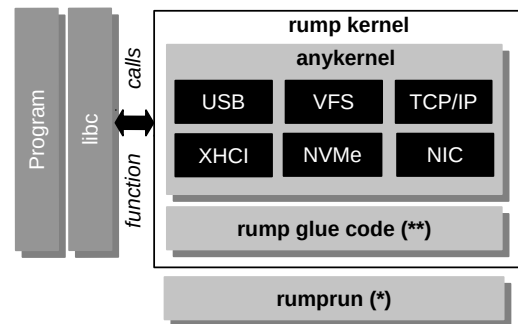 Program
libc
function calls
rump kernel
anykernel
USB VFS TCP/IP
XHCI NVMe NIC
rump glue code (**)
rumprun (*)